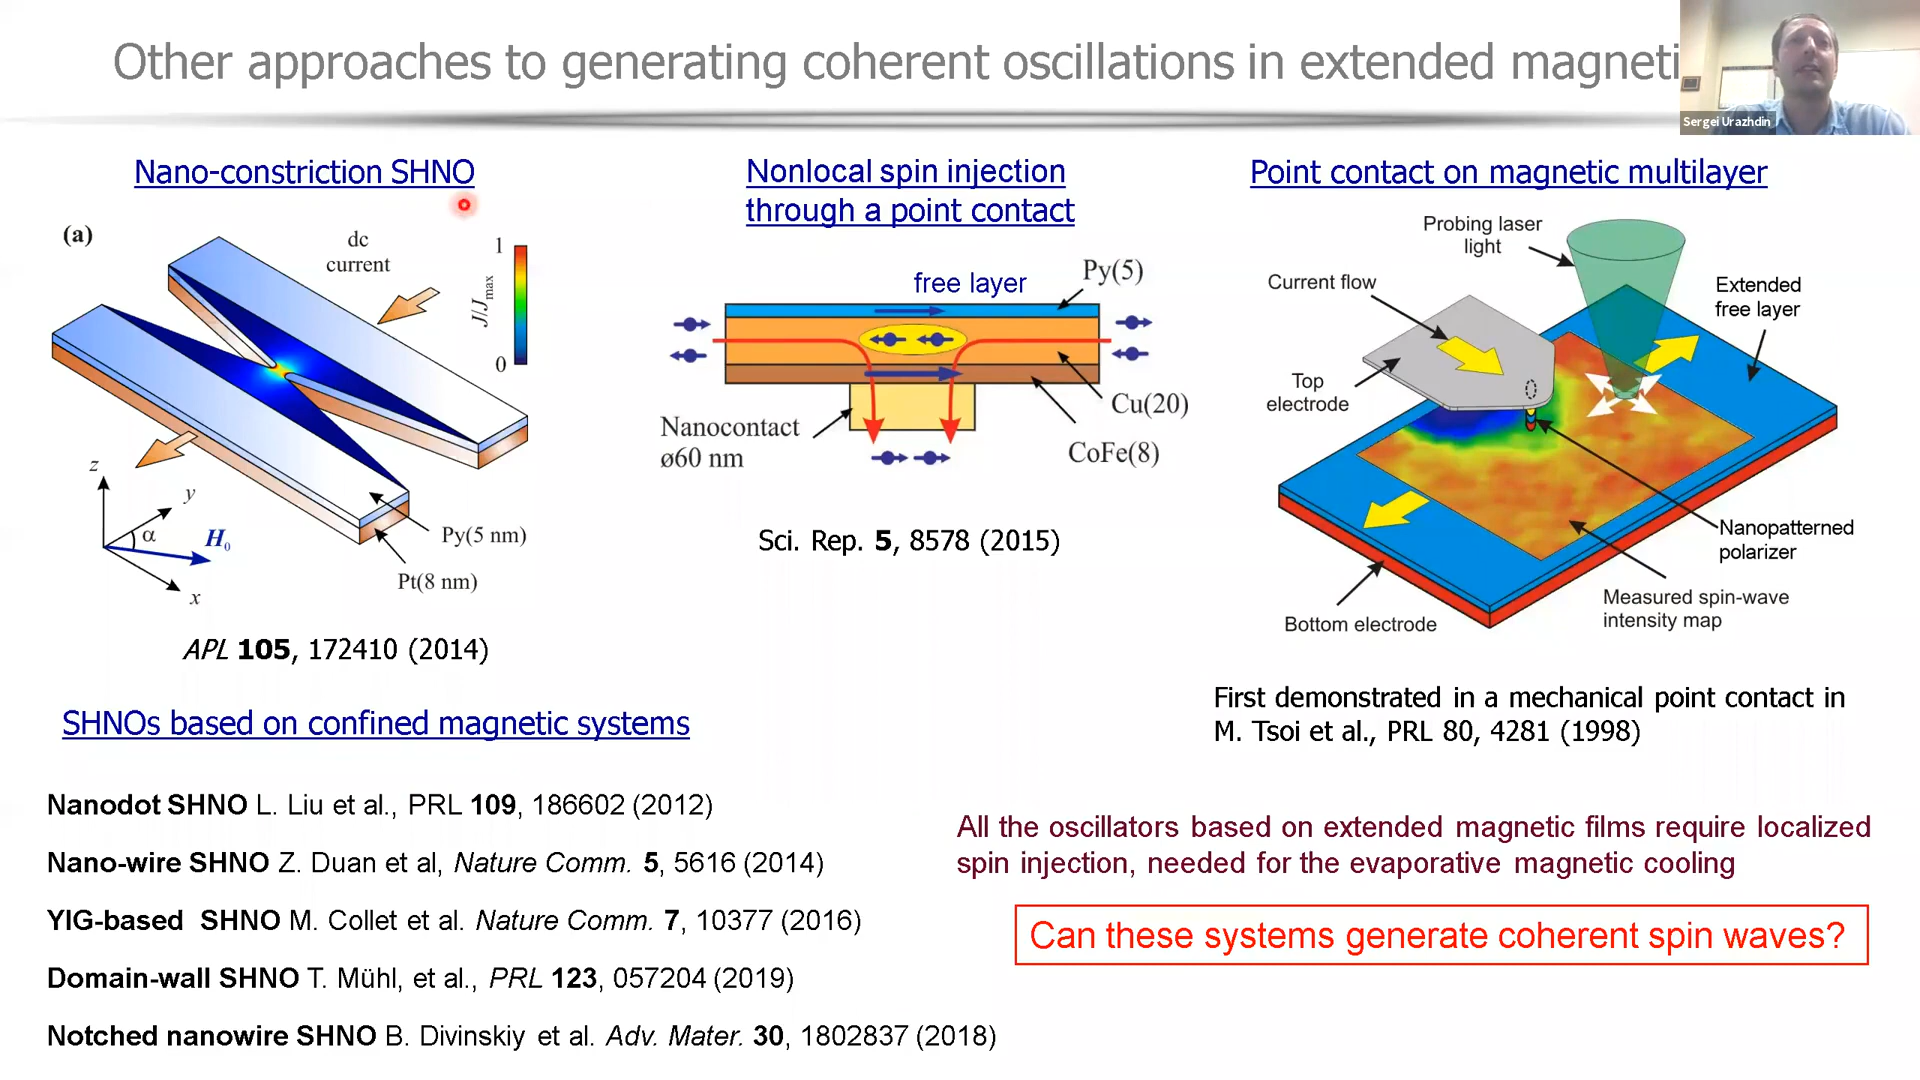 Other approaches to generating coherent oscillations in extended magneti
Sergei Urazhdin
Nano-constriction SHNO
(a)
dc
current
1
J/Jmax
0
z
y
α
H0
x
Py(5 nm)
Pt(8 nm)
APL 105, 172410 (2014)
Nonlocal spin injection
through a point contact
free layer
Py(5)
Cu(20)
CoFe(8)
Nanocontact
ø60 nm
Sci. Rep. 5, 8578 (2015)
Point contact on magnetic multilayer
Probing laser
light
Current flow
Extended
free layer
Top
electrode
Nanopatterned
polarizer
Measured spin-wave
intensity map
Bottom electrode
First demonstrated in a mechanical point contact in
M. Tsoi et al., PRL 80, 4281 (1998)
SHNOs based on confined magnetic systems
Nanodot SHNO L. Liu et al., PRL 109, 186602 (2012)
Nano-wire SHNO Z. Duan et al, Nature Comm. 5, 5616 (2014)
YIG-based SHNO M. Collet et al. Nature Comm. 7, 10377 (2016)
Domain-wall SHNO T. Mühl, et al., PRL 123, 057204 (2019)
Notched nanowire SHNO B. Divinskiy et al. Adv. Mater. 30, 1802837 (2018)
All the oscillators based on extended magnetic films require localized
spin injection, needed for the evaporative magnetic cooling
Can these systems generate coherent spin waves?